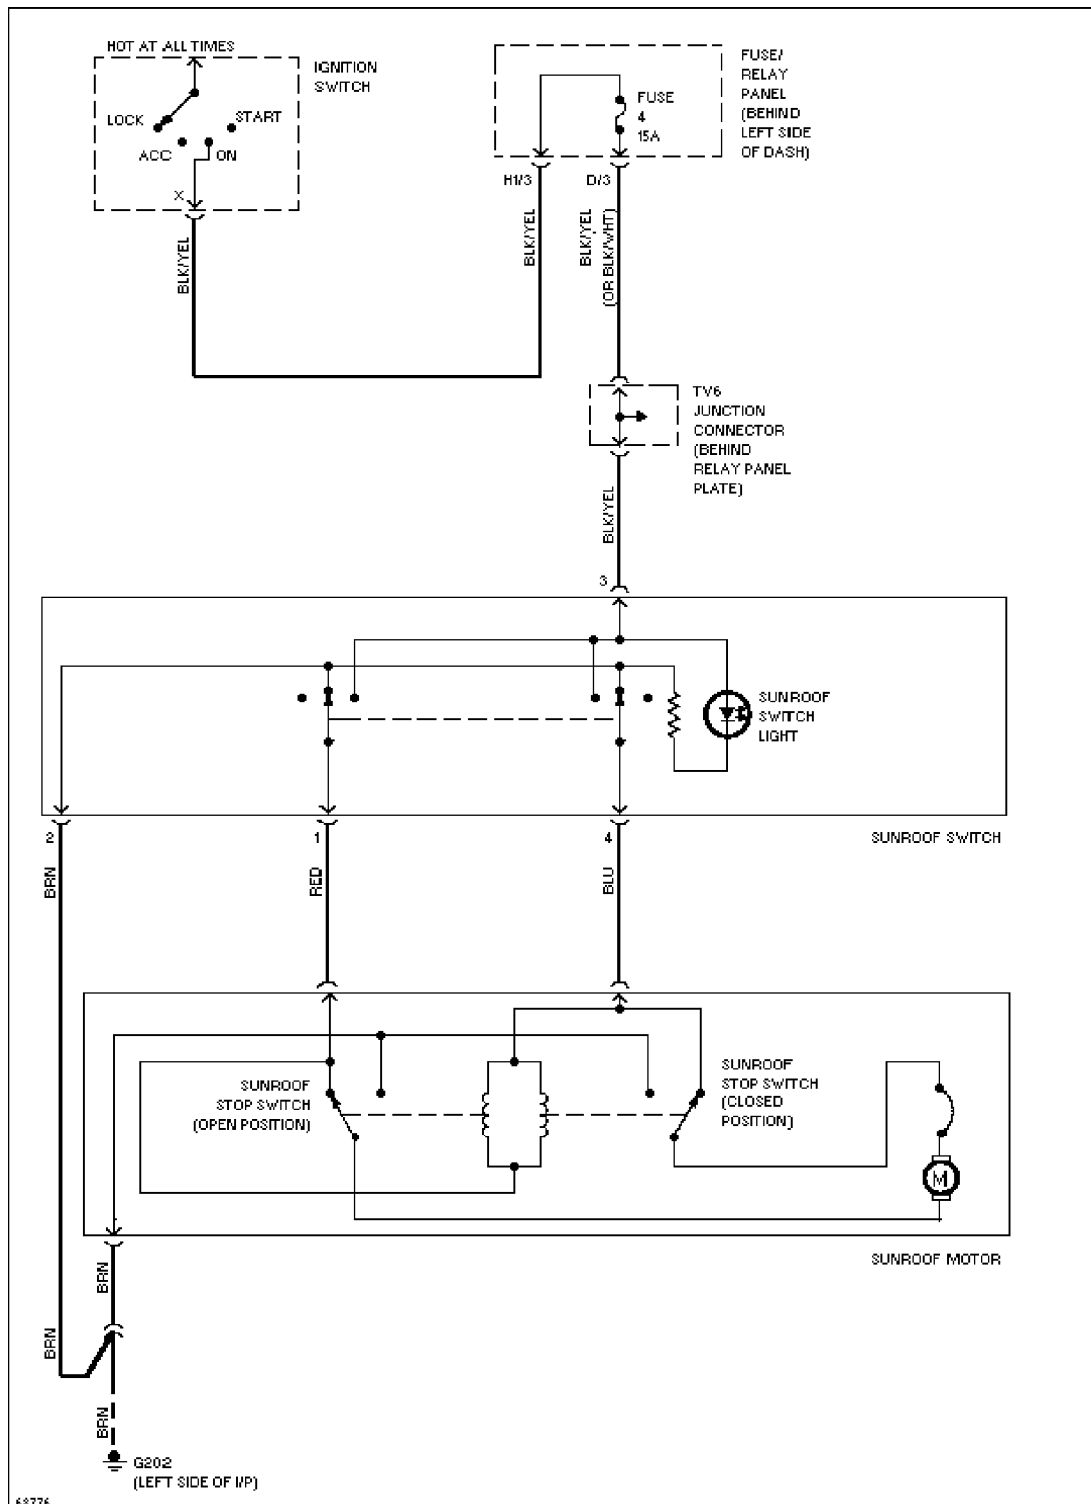 HOT AT ALL TIMES
IGNITION
SWITCH
LOCK
START
ACC
ON
X
FUSE
4
15A
FUSE/
RELAY
PANEL
(BEHIND
LEFT SIDE
OF DASH)
H1/3
D/3
BLK/YEL
BLK/YEL
BLK/YEL
(OR BLK/WHT)
TV6
JUNCTION
CONNECTOR
(BEHIND
RELAY PANEL
PLATE)
BLK/YEL
3
SUNROOF
SWITCH
LIGHT
2
1
4
SUNROOF SWITCH
BRN
RED
BLU
SUNROOF
STOP SWITCH
(OPEN POSITION)
SUNROOF
STOP SWITCH
(CLOSED
POSITION)
M
SUNROOF MOTOR
BRN
BRN
BRN
G202
(LEFT SIDE OF I/P)